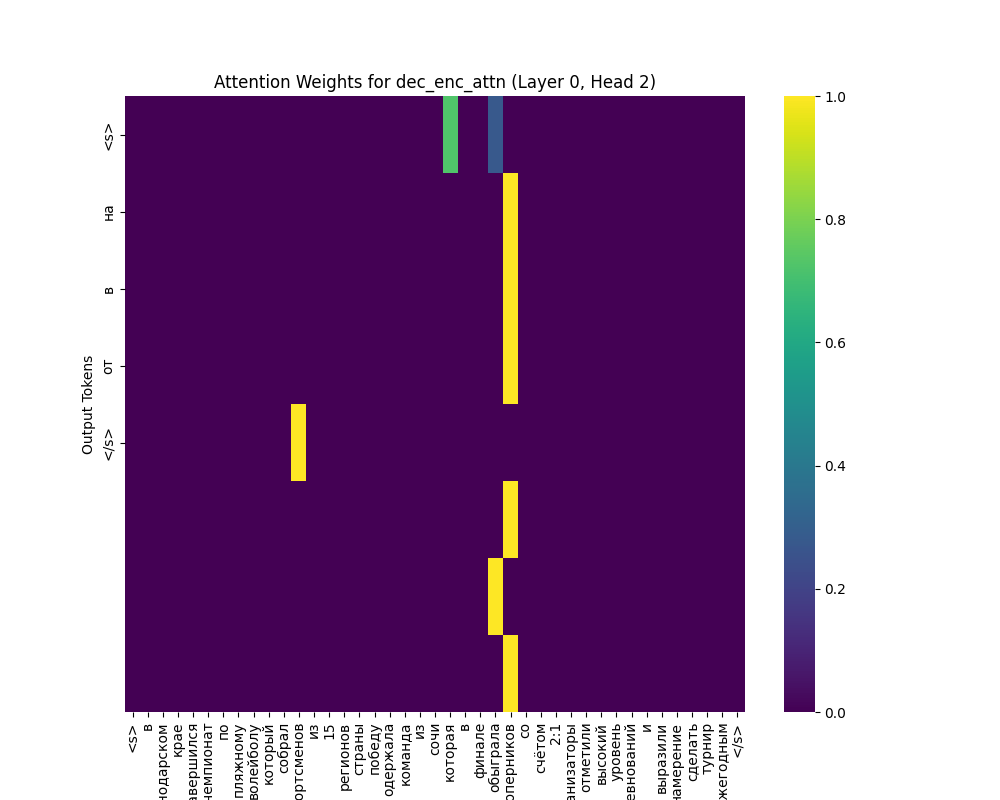 Attention Weights for dec_enc_attn (Layer 0, Head 2)
Output Tokens
<s>
на
в
от
</s>
1.0
0.8
0.6
0.4
0.2
0.0
<s>
в
нодарском
крае
авершился
чемпионат
по
пляжному
волейболу
который
собрал
ортсменов
из
15
регионов
страны
победу
одержала
команда
из
сочи
которая
в
финале
обыграла
оперников
со
счётом
2:1
анизаторы
отметили
высокий
уровень
евнований
и
выразили
намерение
сделать
турнир
жегодным
</s>